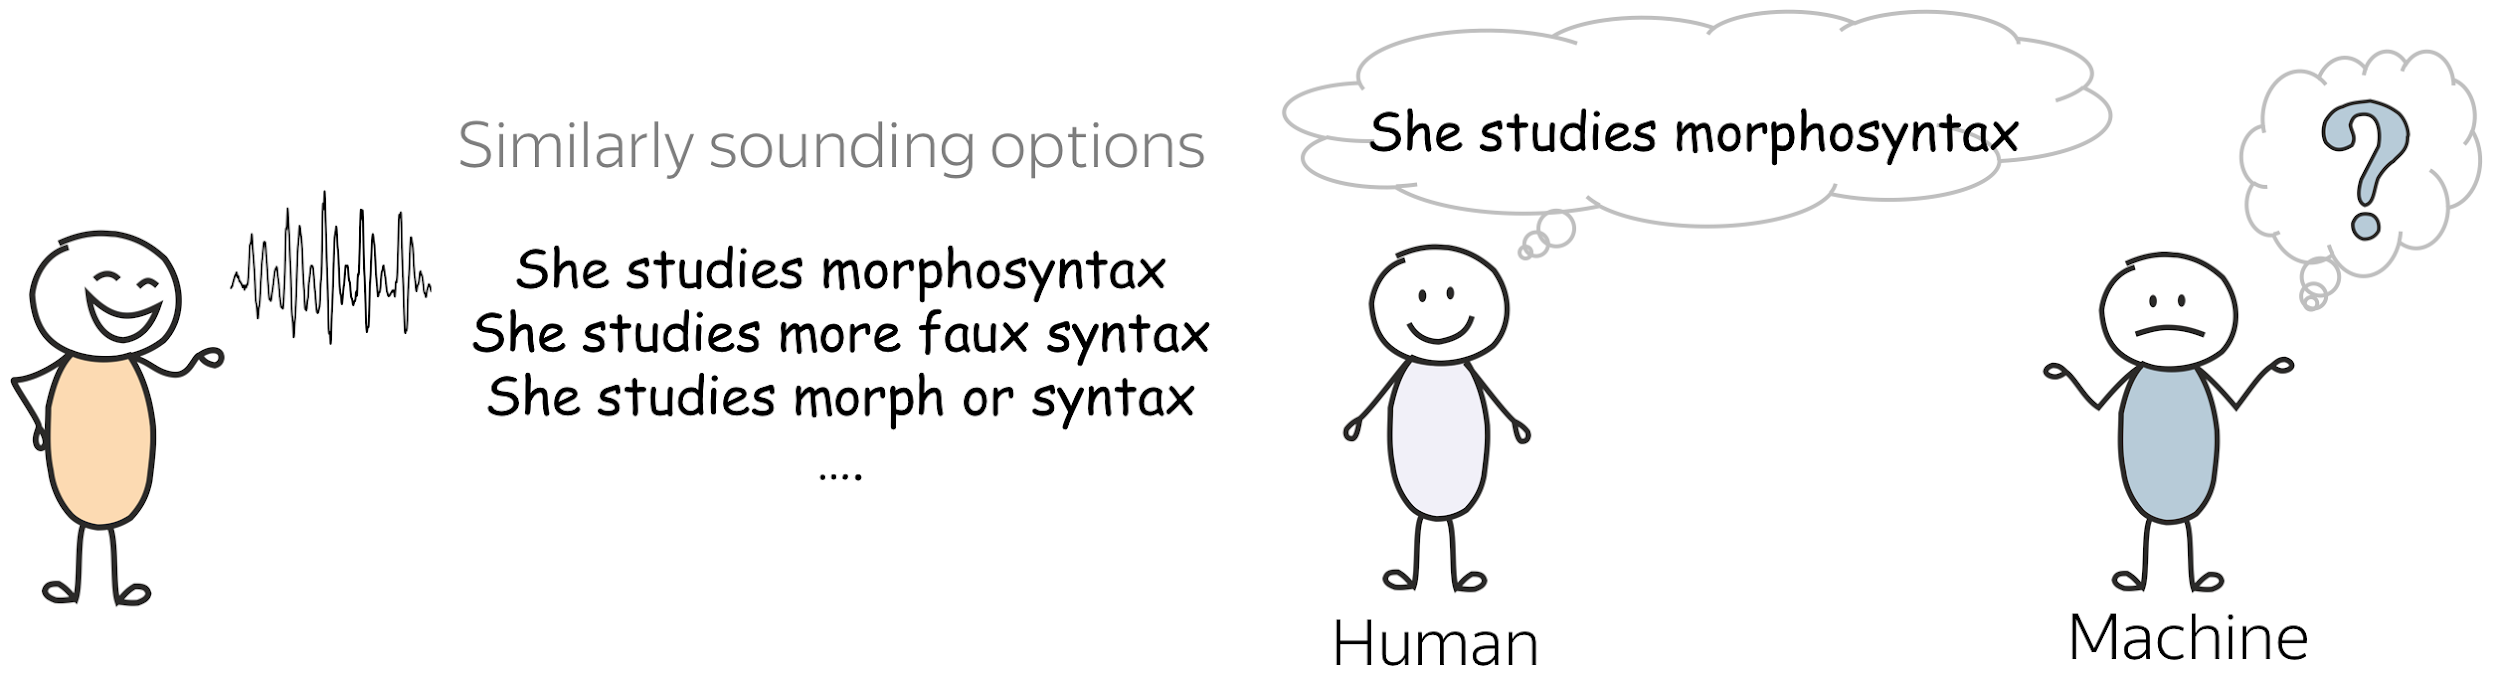 Similarly sounding options
She studies morphosyntax
She studies more faux syntax
She studies morph or syntax
....
She studies morphosyntax
?
Human
Machine